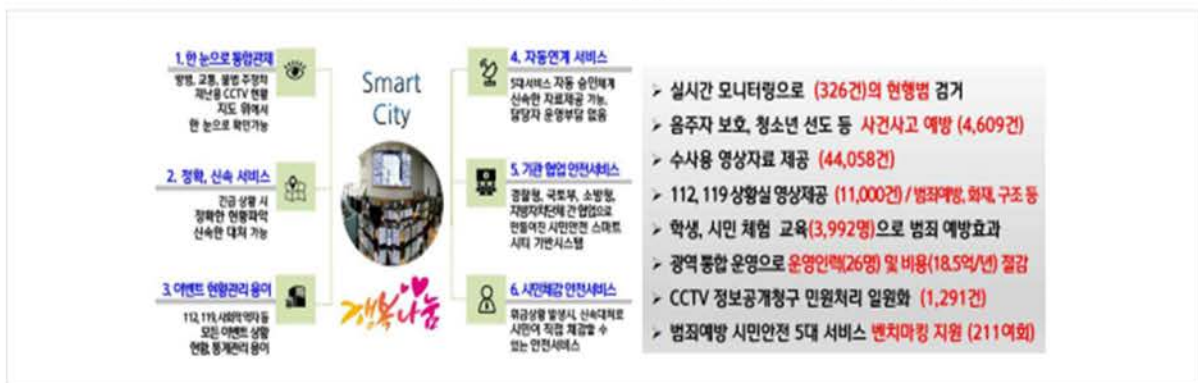 1. 한 눈으로 통합관제
방범, 교통, 불법 주정차
재난용 CCTV 현황
지도 위에서
한 눈으로 확인가능
2. 정확, 신속 서비스
긴급 상황 시
정확한 현황파악
신속한 대처 가능
3. 이벤트 현황관리 용이
112, 119, 사회적약자 등
모든 이벤트 상황
현황, 통계관리 용이
Smart
City
행복나눔
4. 자동연계 서비스
5대서비스 자동 승인체계
신속한 자료제공 가능,
담당자 운영부담 없음
5. 기관 협업 안전서비스
경찰청, 국토부, 소방청,
지방자치단체 간 협업으로
만들어진 시민안전 스마트
시티 기반시스템
6. 시민체감 안전서비스
위급상황 발생시, 신속대처로
시민이 직접 체감할 수
있는 안전서비스
➢ 실시간 모니터링으로 (326건)의 현행범 검거
➢ 음주자 보호, 청소년 선도 등 사건사고 예방 (4,609건)
➢ 수사용 영상자료 제공 (44,058건)
➢ 112, 119 상황실 영상제공 (11,000건) / 범죄예방, 화재, 구조 등
➢ 학생, 시민 체험 교육(3,992명)으로 범죄 예방효과
➢ 광역 통합 운영으로 운영인력(26명) 및 비용(18.5억/년) 절감
➢ CCTV 정보공개청구 민원처리 일원화 (1,291건)
➢ 범죄예방 시민안전 5대 서비스 벤치마킹 지원 (211여회)